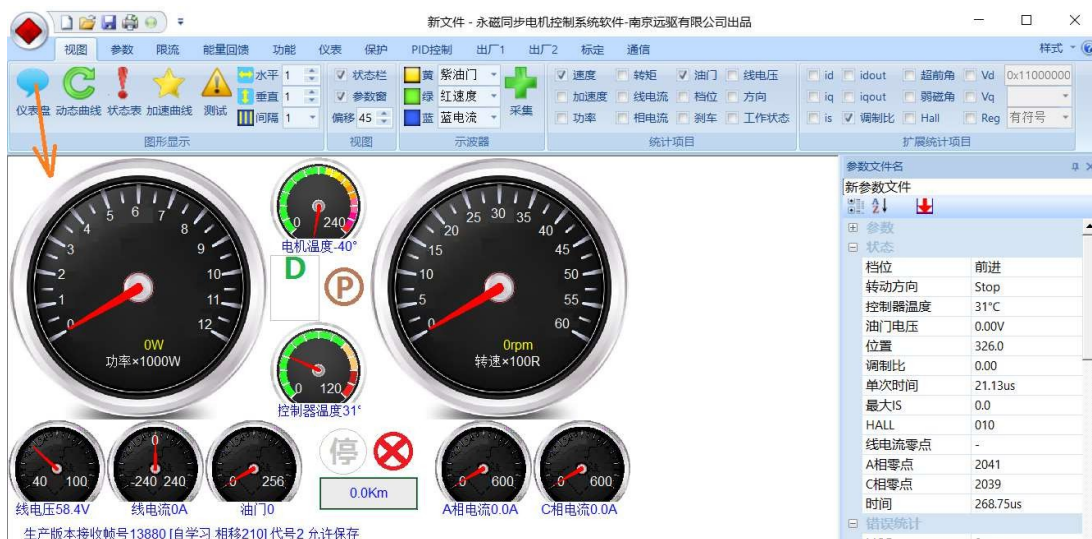 新文件 - 永磁同步电机控制系统软件-南京远驱有限公司出品
视图 参数 限流 能量回馈 功能 仪表 保护 PID控制 出厂1 出厂2 标定 通信 样式
仪表盘 动态曲线 状态表 加速曲线 测试
水平 1
垂直 1
间隔 1
图形显示
状态栏
参数窗
偏移 45
视图
黄 紫油门
绿 红速度
蓝 蓝电流
采集
示波器
速度 转矩 油门 线电压
加速度 线电流 档位 方向
功率 相电流 刹车 工作状态
统计项目
id idout 超前角 Vd 0x11000000
iq iqout 弱磁角 Vq
is 调制比 Hall Reg 有符号
扩展统计项目
0 1 2 3 4 5 6 7 8 9 10 11 12
0W
功率×1000W
0 240
电机温度-40°
D P
0 120
控制器温度31°
0 5 10 15 20 25 30 35 40 45 50 55 60
0rpm
转速×100R
40 100
线电压58.4V
0
-240 240
线电流0A
0 256
油门0
停
0.0Km
0 600
A相电流0.0A
0 600
C相电流0.0A
生产版本接收帧号13880 [自学习 相移210] 代号2 允许保存
参数文件名
新参数文件
参数
状态
档位 前进
转动方向 Stop
控制器温度 31°C
油门电压 0.00V
位置 326.0
调制比 0.00
单次时间 21.13us
最大IS 0.0
HALL 010
线电流零点 -
A相零点 2041
C相零点 2039
时间 268.75us
错误统计